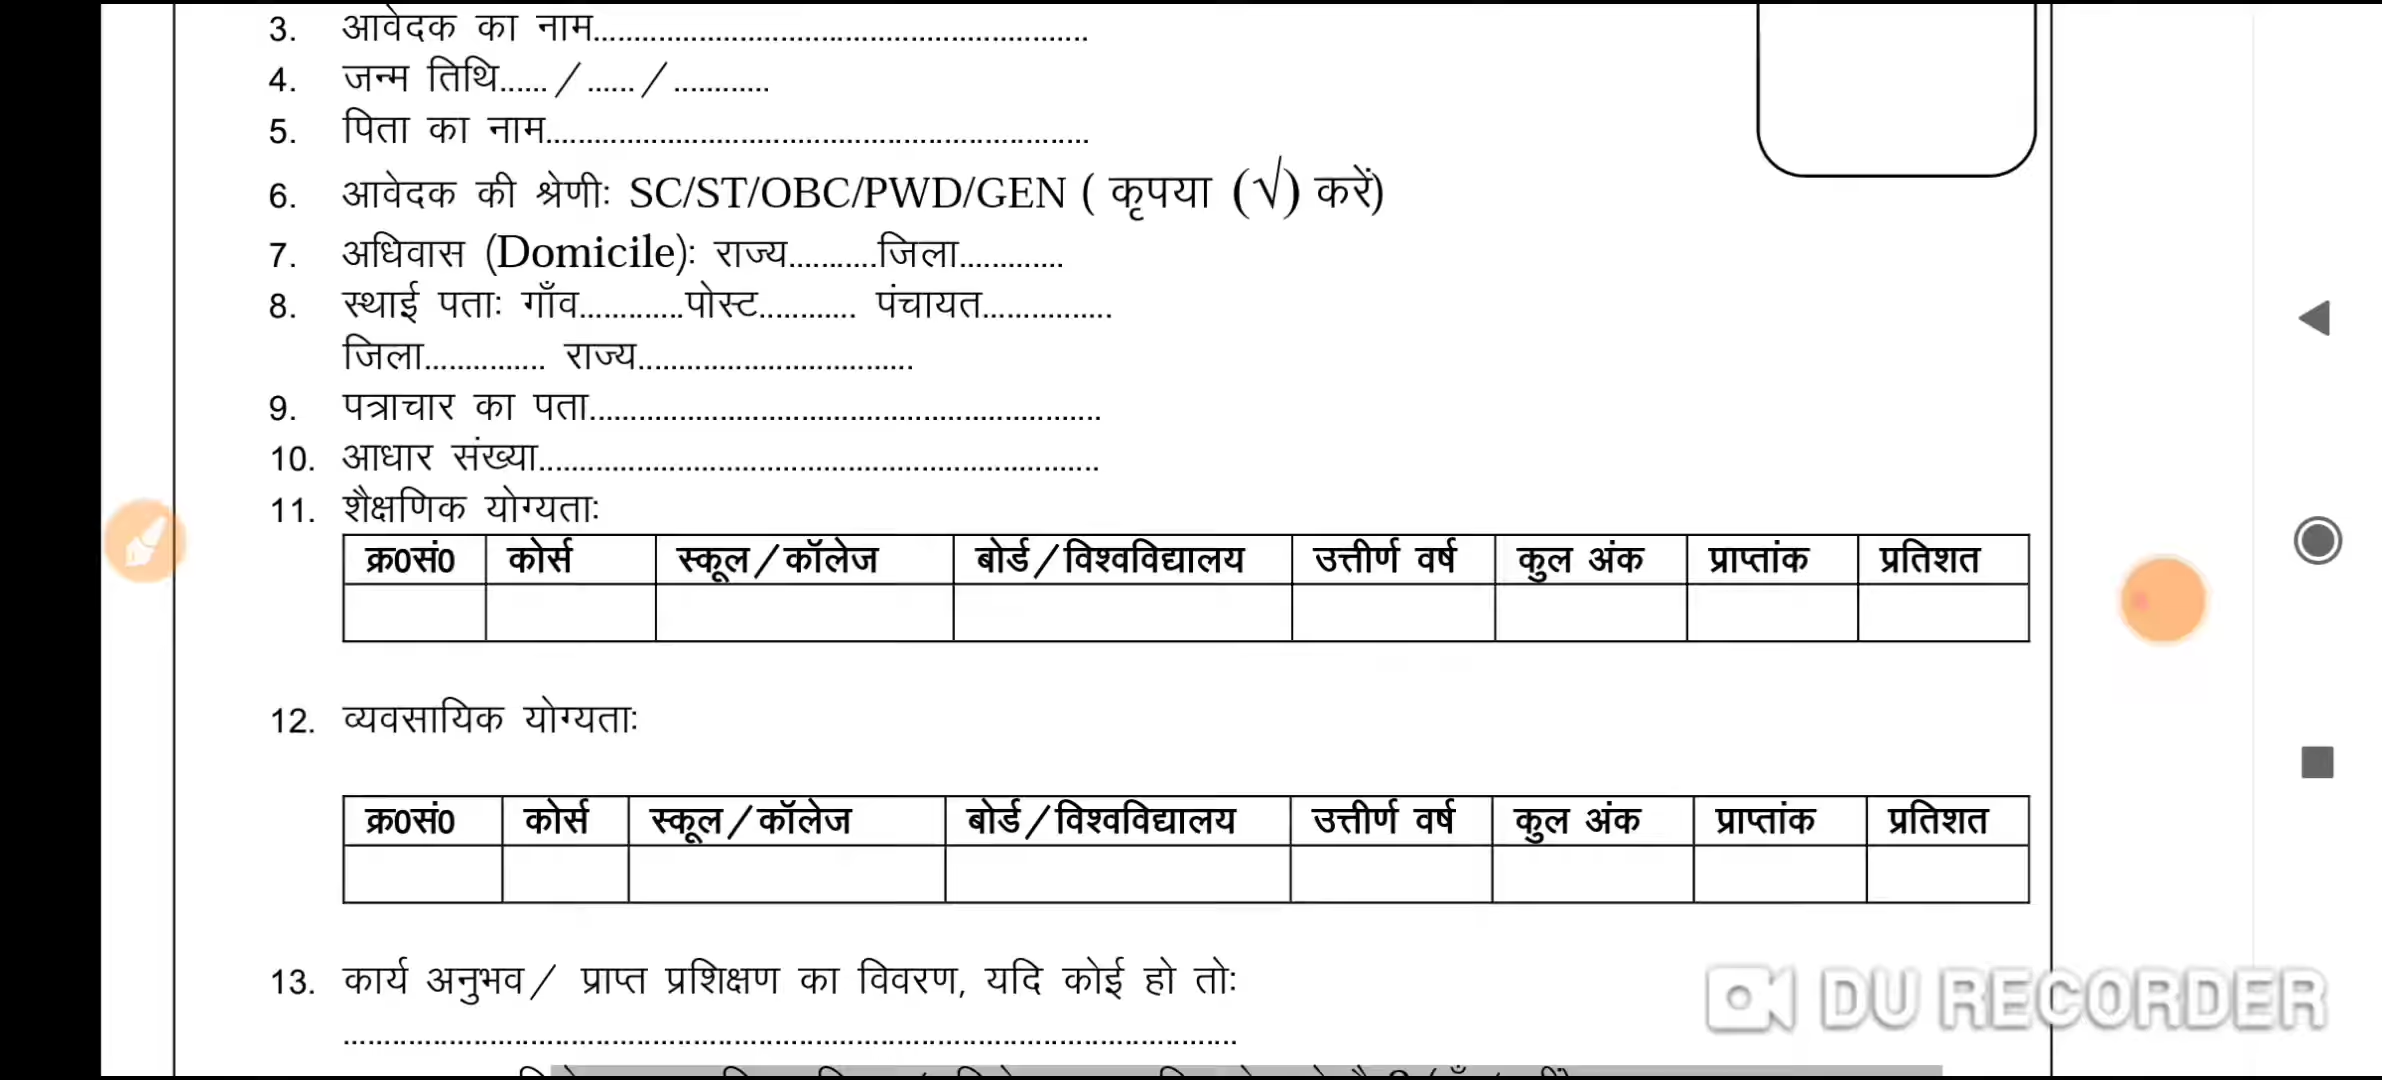 3. आवेदक का नाम.............................................................
4. जन्म तिथि....../ ....../ ............
5. पिता का नाम...................................................................
6. आवेदक की श्रेणीः SC/ST/OBC/PWD/GEN ( कृपया (√) करें)
7. अधिवास (Domicile): राज्य...........जिला.............
8. स्थाई पताः गाँव.............पोस्ट............ पंचायत................
जिला............... राज्य..................................
9. पत्राचार का पता...............................................................
10. आधार संख्या.....................................................................
11. शैक्षणिक योग्यताः
क्र0सं0 कोर्स स्कूल/कॉलेज बोर्ड/विश्वविद्यालय उत्तीर्ण वर्ष कुल अंक प्राप्तांक प्रतिशत
12. व्यवसायिक योग्यताः
क्र0सं0 कोर्स स्कूल/कॉलेज बोर्ड/विश्वविद्यालय उत्तीर्ण वर्ष कुल अंक प्राप्तांक प्रतिशत
13. कार्य अनुभव/ प्राप्त प्रशिक्षण का विवरण, यदि कोई हो तोः
..............................................................................................................
DU RECORDER